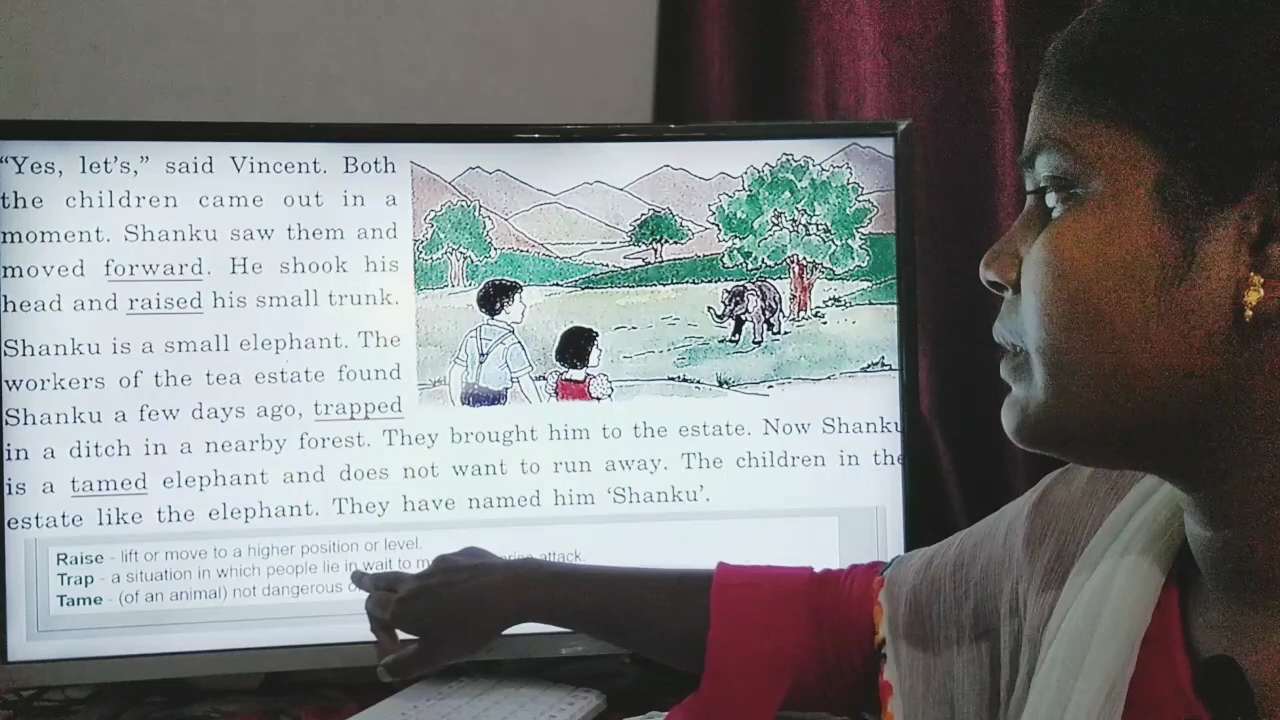 “Yes, let’s,” said Vincent. Both
the children came out in a
moment. Shanku saw them and
moved forward. He shook his
head and raised his small trunk.
Shanku is a small elephant. The
workers of the tea estate found
Shanku a few days ago, trapped
in a ditch in a nearby forest. They brought him to the estate. Now Shanku
is a tamed elephant and does not want to run away. The children in the
estate like the elephant. They have named him ‘Shanku’.
Raise - lift or move to a higher position or level.
Trap - a situation in which people lie in wait to attack.
Tame - (of an animal) not dangerous